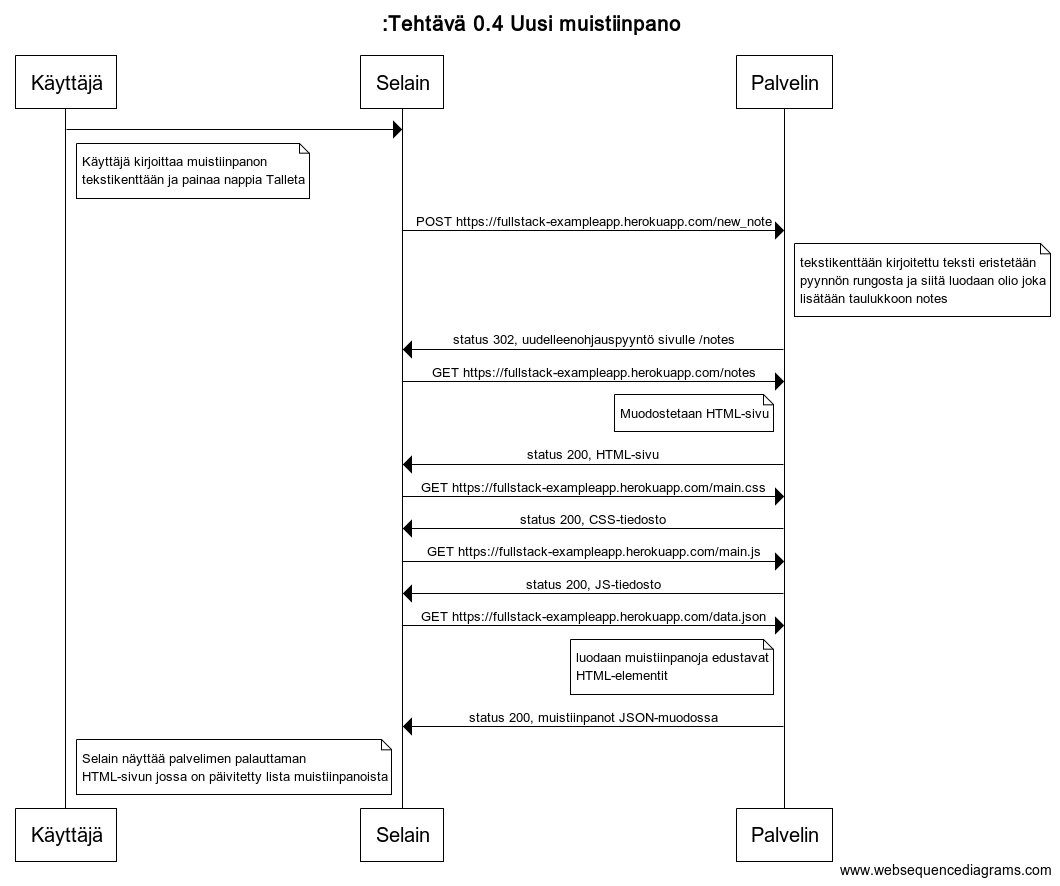 :Tehtävä 0.4 Uusi muistiinpano
Käyttäjä
Selain
Palvelin
Käyttäjä kirjoittaa muistiinpanon
tekstikenttään ja painaa nappia Talleta
POST https://fullstack-exampleapp.herokuapp.com/new_note
tekstikenttään kirjoitettu teksti eristetään
pyynnön rungosta ja siitä luodaan olio joka
lisätään taulukkoon notes
status 302, uudelleenohjauspyyntö sivulle /notes
GET https://fullstack-exampleapp.herokuapp.com/notes
Muodostetaan HTML-sivu
status 200, HTML-sivu
GET https://fullstack-exampleapp.herokuapp.com/main.css
status 200, CSS-tiedosto
GET https://fullstack-exampleapp.herokuapp.com/main.js
status 200, JS-tiedosto
GET https://fullstack-exampleapp.herokuapp.com/data.json
luodaan muistiinpanoja edustavat
HTML-elementit
status 200, muistiinpanot JSON-muodossa
Selain näyttää palvelimen palauttaman
HTML-sivun jossa on päivitetty lista muistiinpanoista
Käyttäjä
Selain
Palvelin
www.websequencediagrams.com